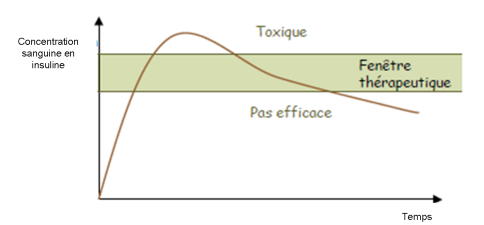 Concentration
sanguine en
insuline
Toxique
Fenêtre
thérapeutique
Pas efficace
Temps